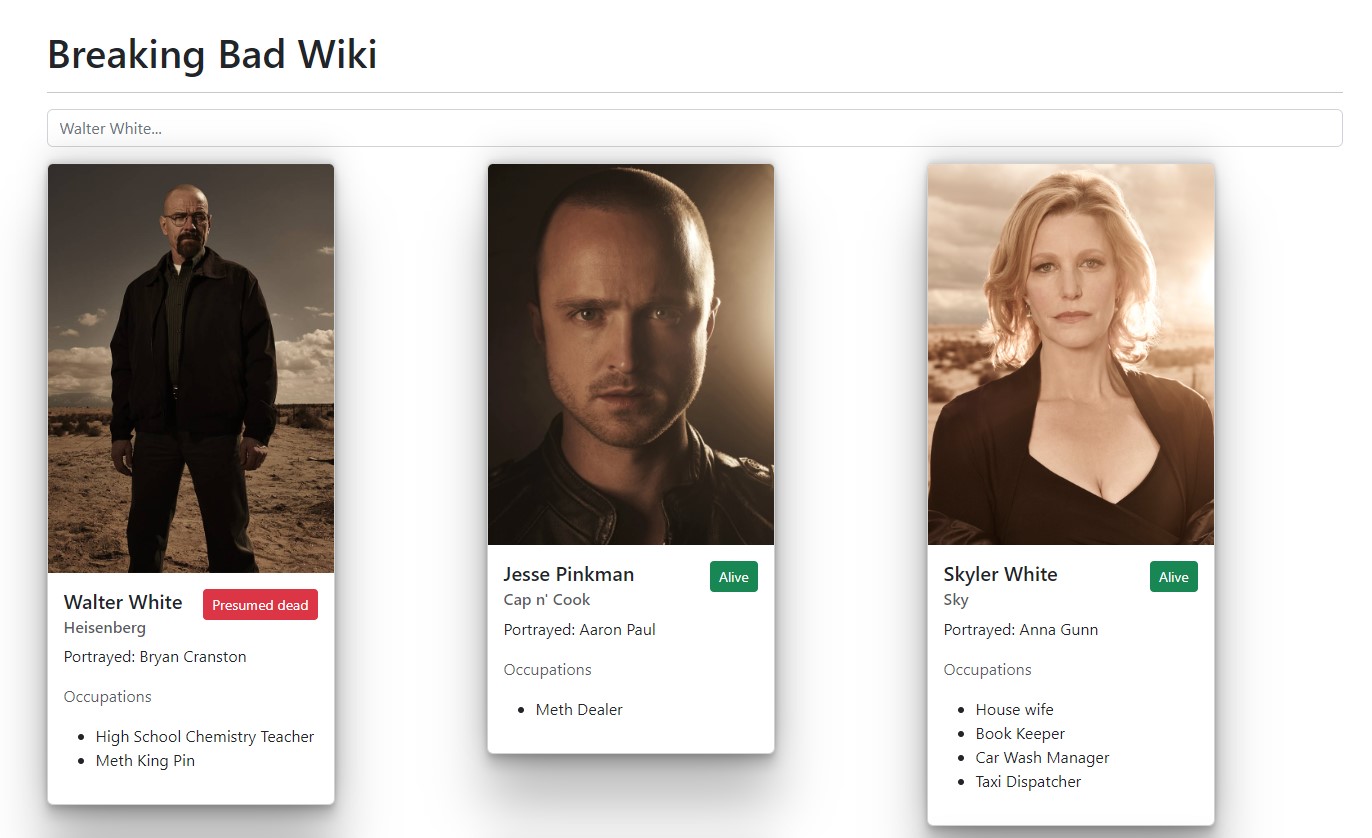 Breaking Bad Wiki
Walter White...
Walter White
Presumed dead
Heisenberg
Portrayed: Bryan Cranston
Occupations
High School Chemistry Teacher
Meth King Pin
Jesse Pinkman
Alive
Cap n' Cook
Portrayed: Aaron Paul
Occupations
Meth Dealer
Skyler White
Alive
Sky
Portrayed: Anna Gunn
Occupations
House wife
Book Keeper
Car Wash Manager
Taxi Dispatcher